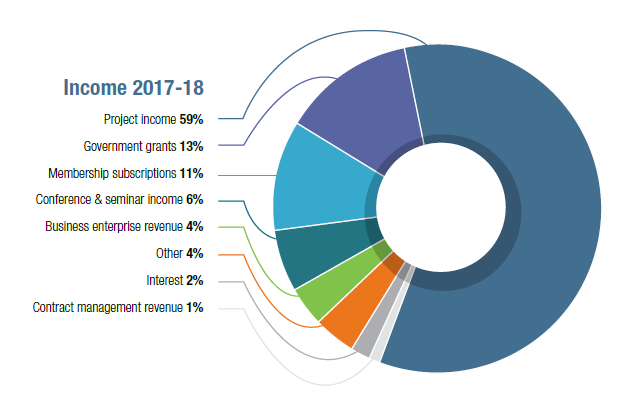 Income 2017-18
Project income 59%
Government grants 13%
Membership subscriptions 11%
Conference & seminar income 6%
Business enterprise revenue 4%
Other 4%
Interest 2%
Contract management revenue 1%